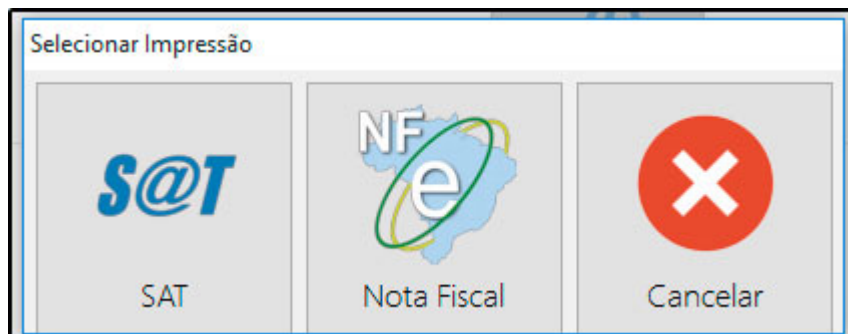 Selecionar Impressão
S@T
NF
e
SAT
Nota Fiscal
Cancelar